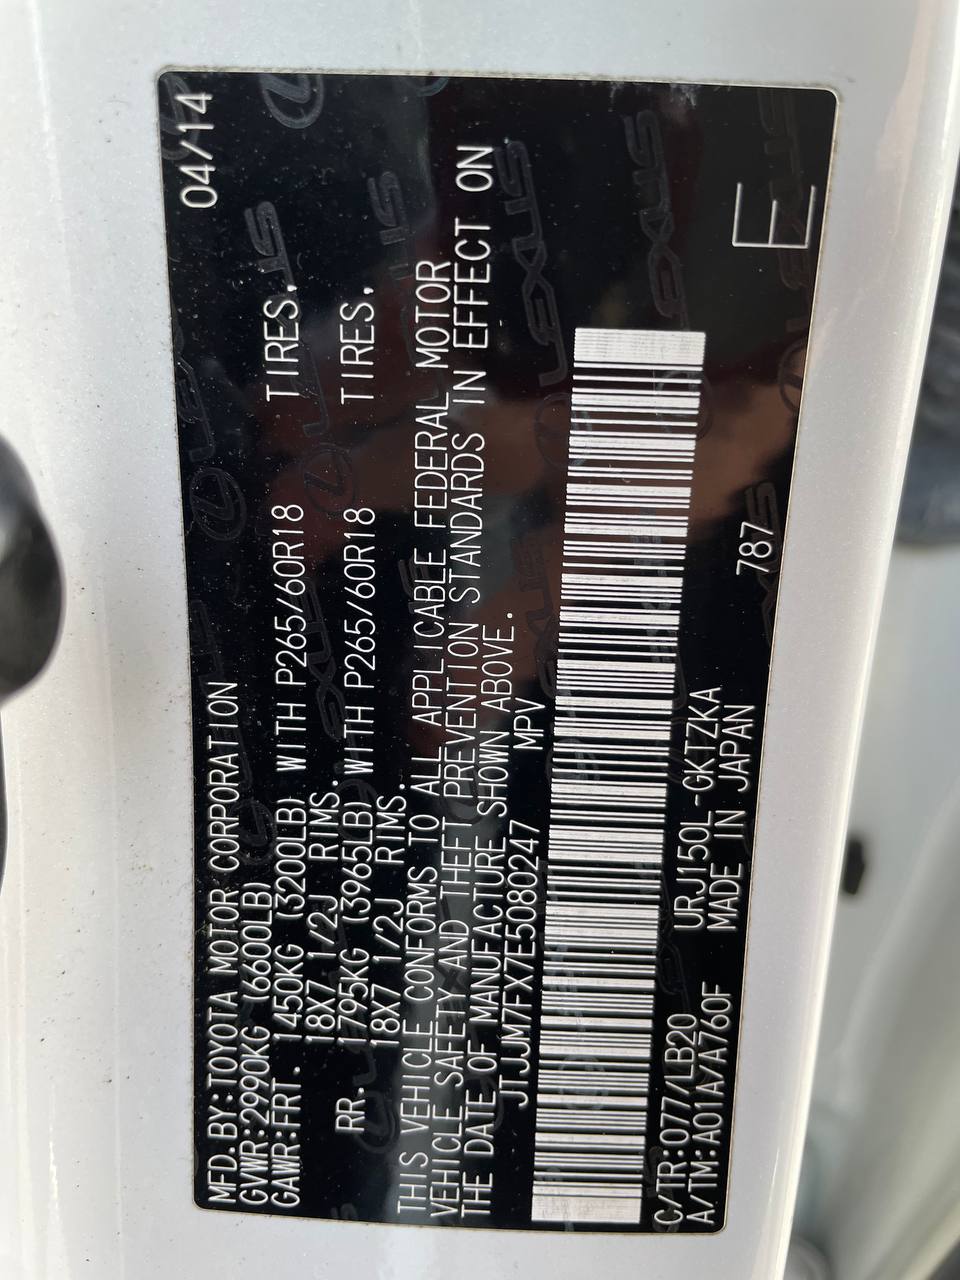 MFD.BY:TOYOTA MOTOR CORPORATION 04/14
GVWR:2990KG (6600LB)
GAWR:FRT. 1450KG (3200LB) WITH P265/60R18 TIRES,
18X7 1/2J RIMS.
RR. 1795KG (3965LB) WITH P265/60R18 TIRES,
18X7 1/2J RIMS.
THIS VEHICLE CONFORMS TO ALL APPLICABLE FEDERAL MOTOR
VEHICLE SAFETY AND THEFT PREVENTION STANDARDS IN EFFECT ON
THE DATE OF MANUFACTURE SHOWN ABOVE.
JTJJM7FX7E5080247 MPV
C/TR:077/LB20 URJ150L-GKTZKA 787
A/TM:A01A/A760F MADE IN JAPAN
E
LEXUS